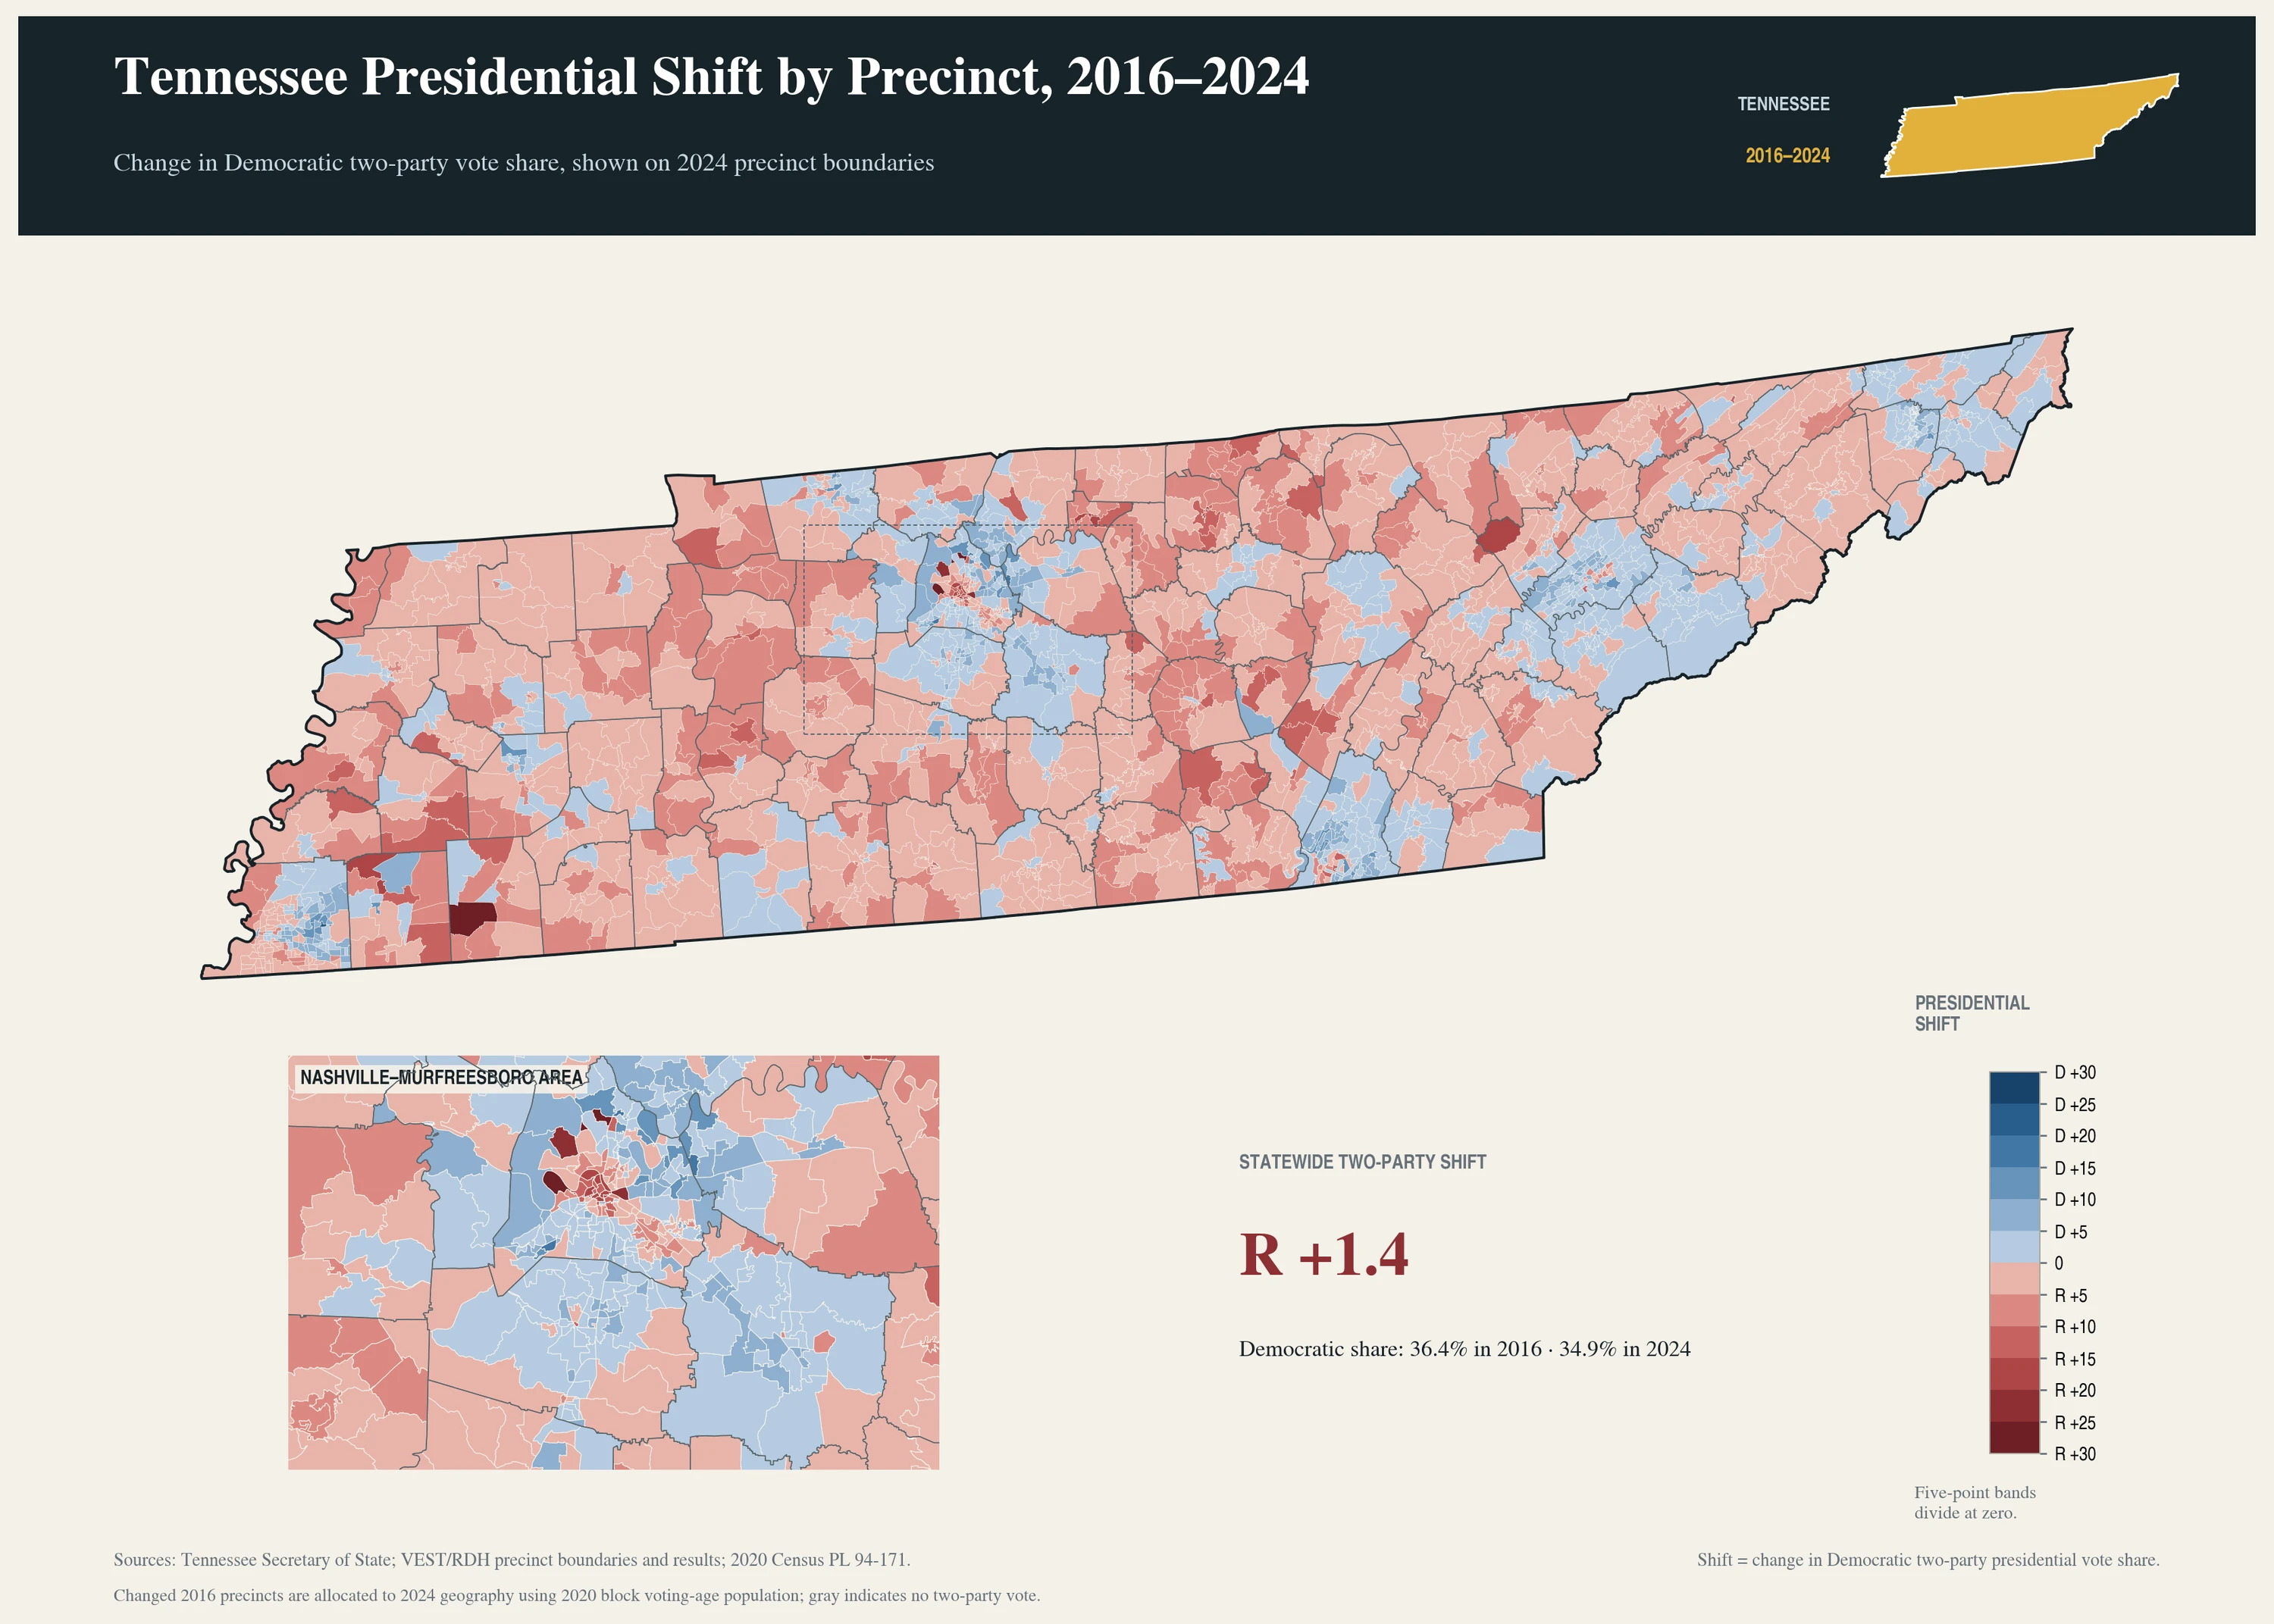 Tennessee Presidential Shift by Precinct, 2016–2024
Change in Democratic two-party vote share, shown on 2024 precinct boundaries
TENNESSEE
2016–2024
NASHVILLE–MURFREESBORO AREA
STATEWIDE TWO-PARTY SHIFT
R +1.4
Democratic share: 36.4% in 2016 · 34.9% in 2024
PRESIDENTIAL
SHIFT
D +30
D +25
D +20
D +15
D +10
D +5
0
R +5
R +10
R +15
R +20
R +25
R +30
Five-point bands
divide at zero.
Sources: Tennessee Secretary of State; VEST/RDH precinct boundaries and results; 2020 Census PL 94-171.
Shift = change in Democratic two-party presidential vote share.
Changed 2016 precincts are allocated to 2024 geography using 2020 block voting-age population; gray indicates no two-party vote.